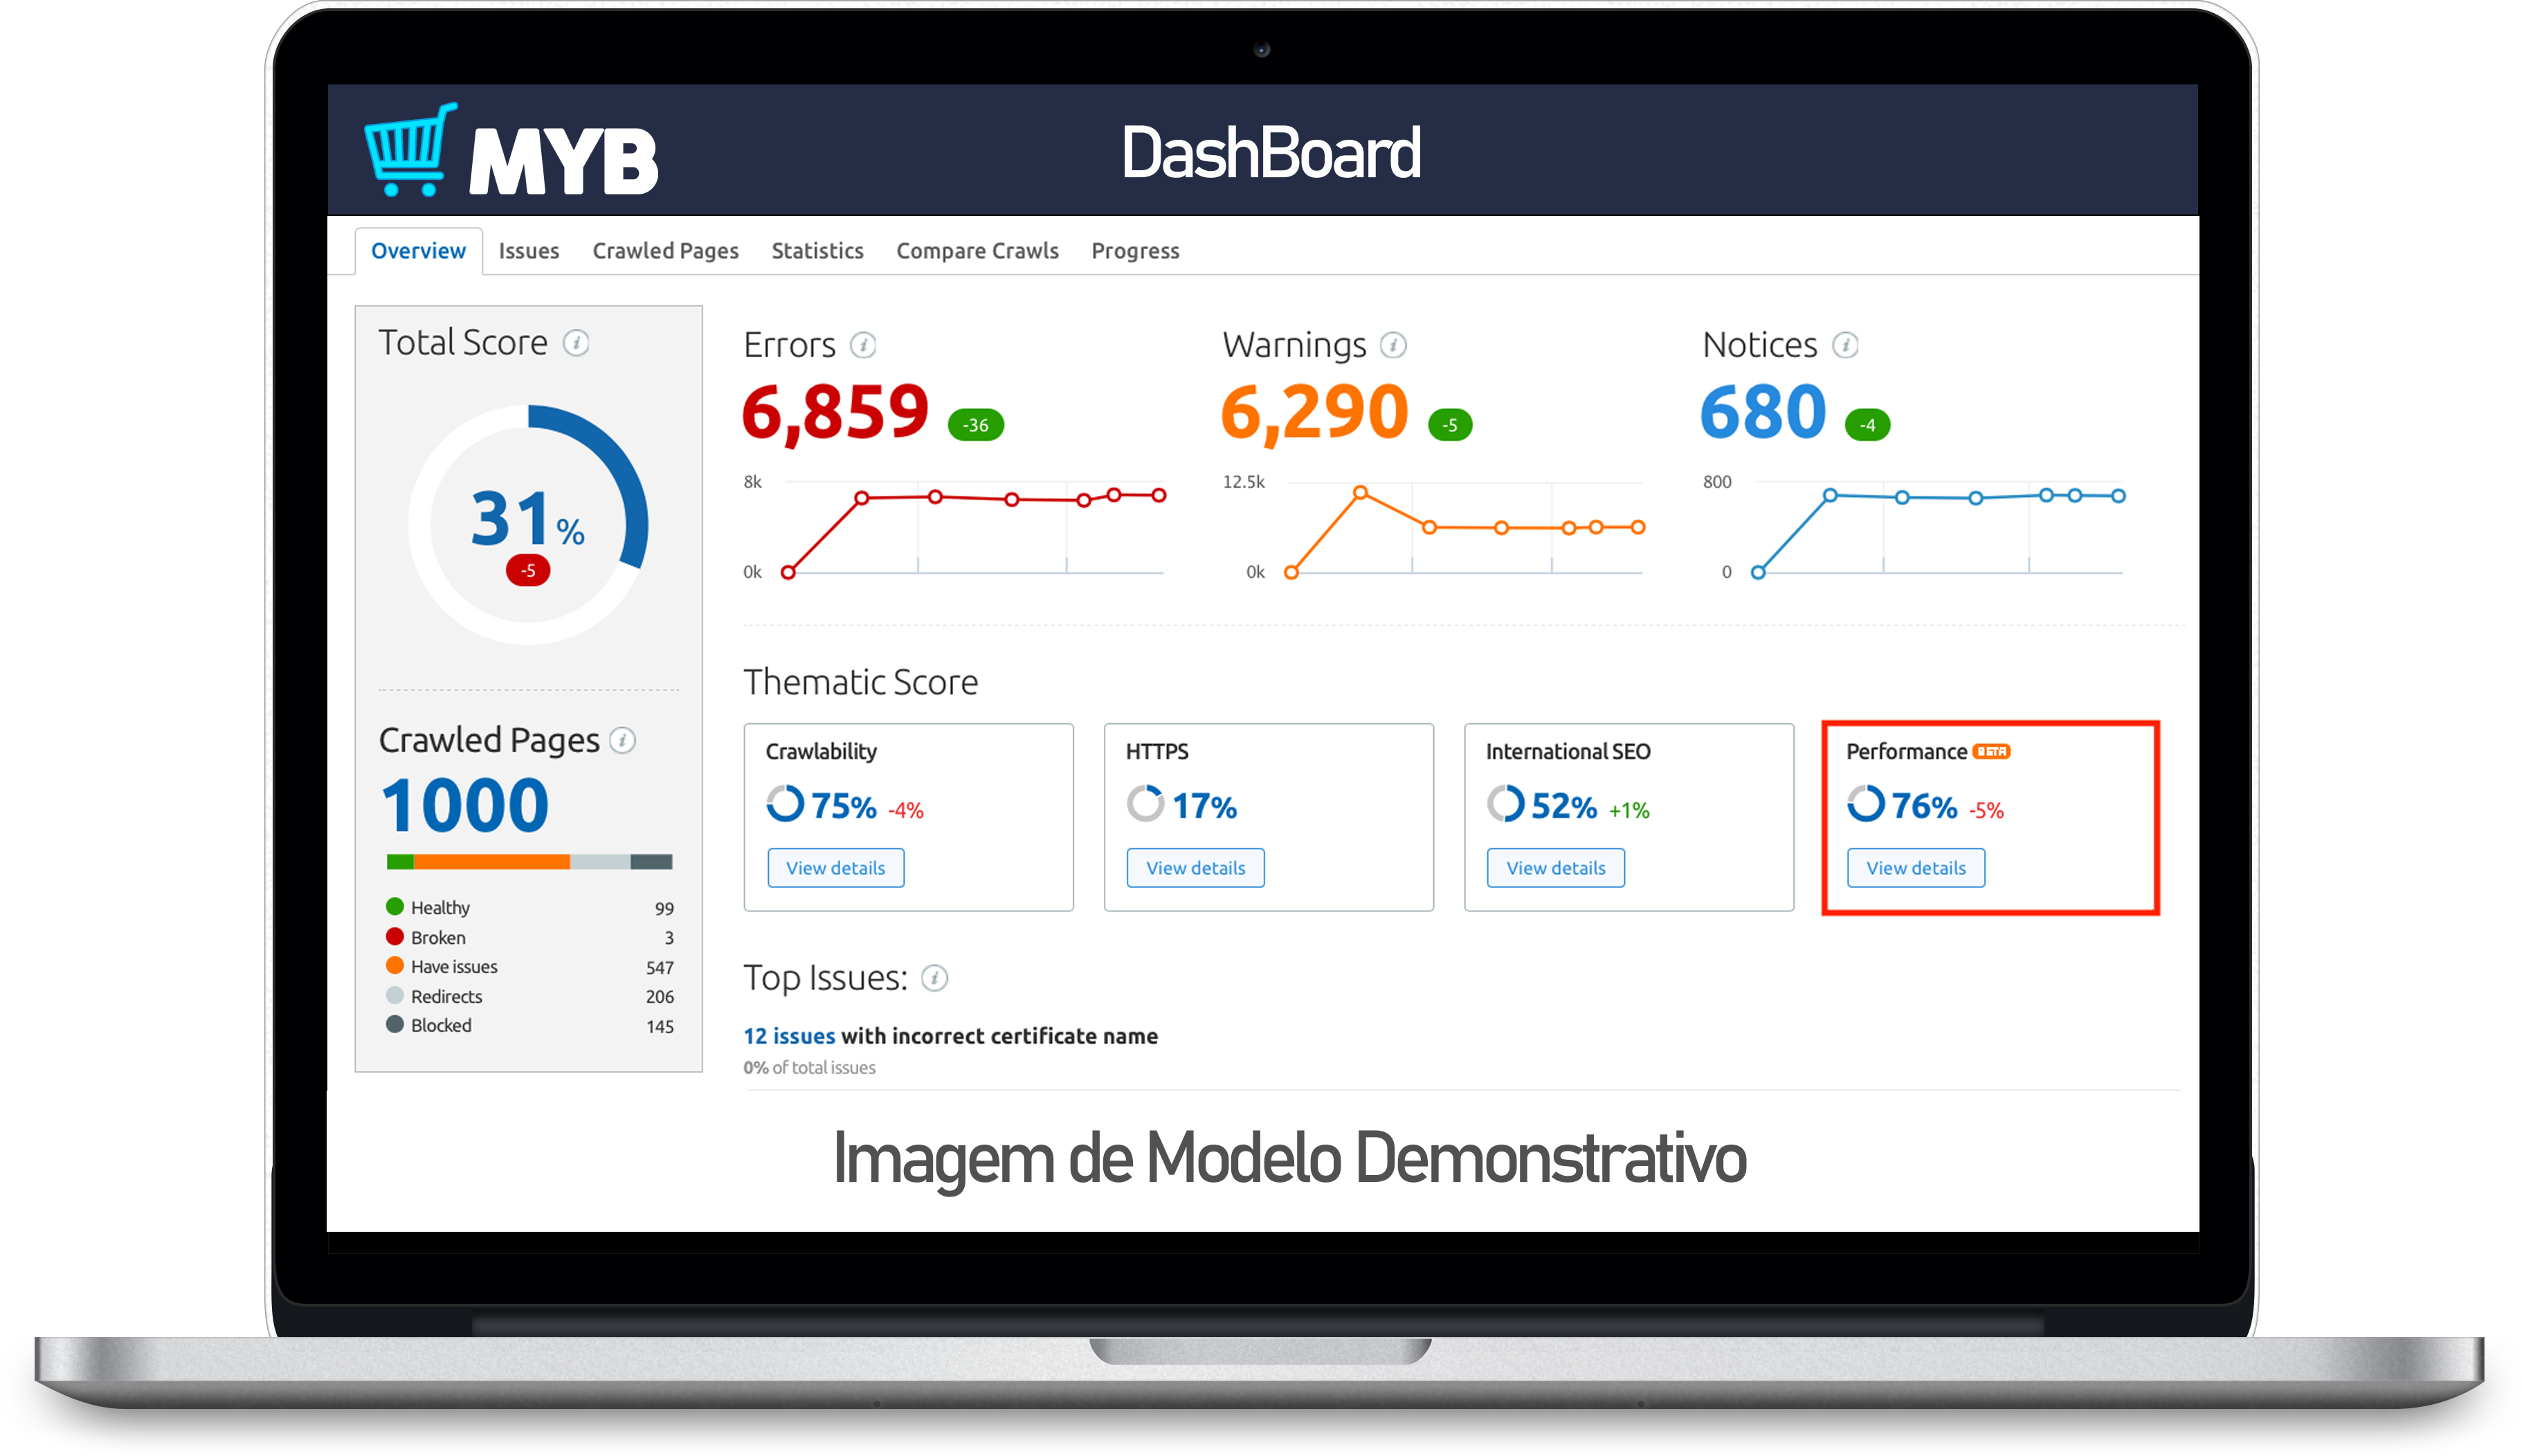 MYB
DashBoard
Overview Issues Crawled Pages Statistics Compare Crawls Progress
Total Score i
31%
-5
Crawled Pages i
1000
Healthy 99
Broken 3
Have issues 547
Redirects 206
Blocked 145
Errors i
6,859 -36
8k
0k
Warnings i
6,290 -5
12.5k
0k
Notices i
680 -4
800
0
Thematic Score
Crawlability
75% -4%
View details
HTTPS
17%
View details
International SEO
52% +1%
View details
Performance BETA
76% -5%
View details
Top Issues: i
12 issues with incorrect certificate name
0% of total issues
Imagem de Modelo Demonstrativo